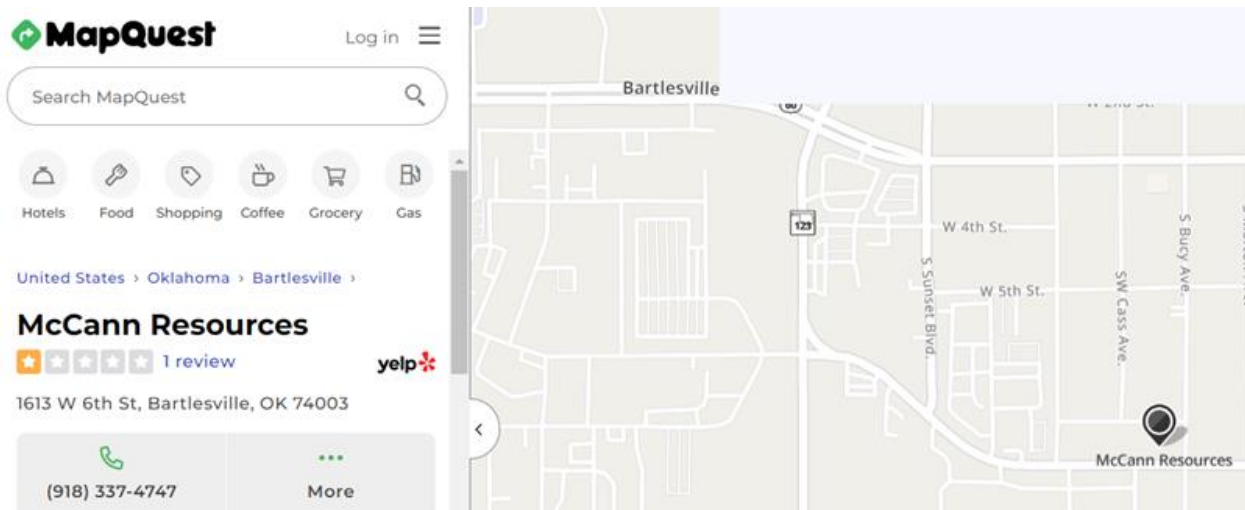 MapQuest
Log in
Search MapQuest
Hotels
Food
Shopping
Coffee
Grocery
Gas
United States › Oklahoma › Bartlesville ›
McCann Resources
1 review
yelp
1613 W 6th St, Bartlesville, OK 74003
(918) 337-4747
More
Bartlesville
123
W 4th St.
W 5th St.
S Sunset Blvd.
SW Cass Ave.
S Bucy Ave.
McCann Resources